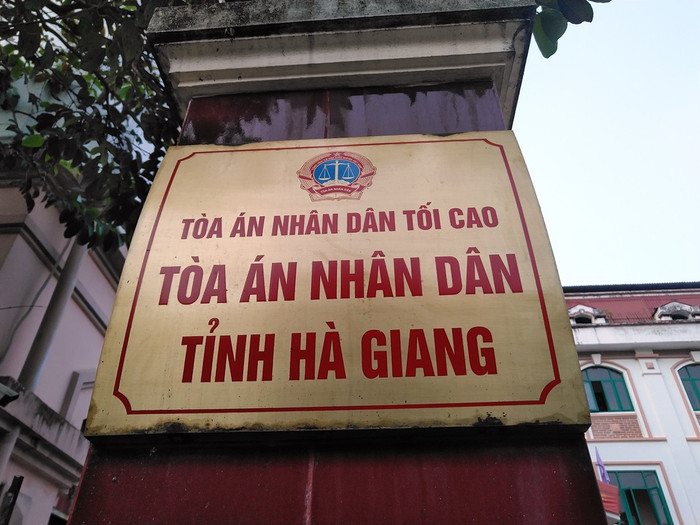 TÒA ÁN NHÂN DÂN TỐI CAO
TÒA ÁN NHÂN DÂN
TỈNH HÀ GIANG